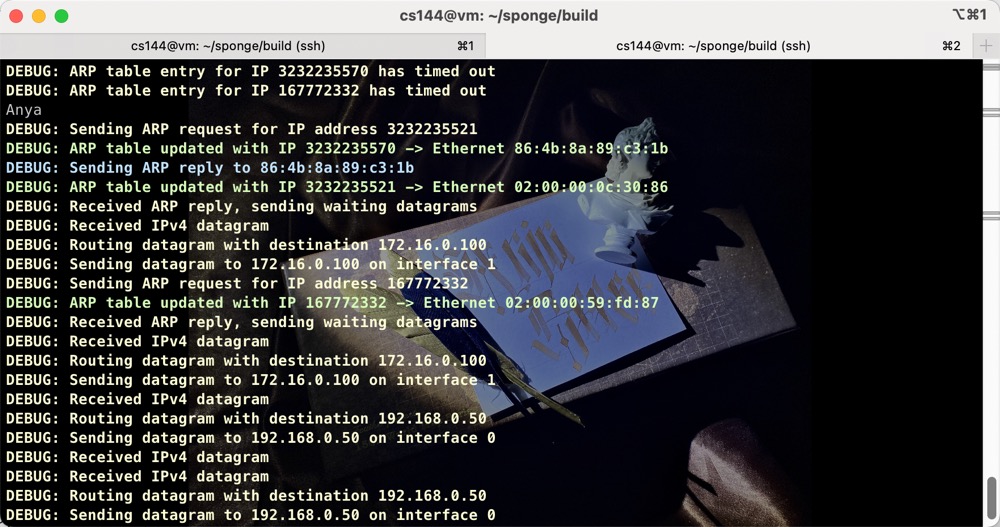 cs144@vm: ~/sponge/build
⌥⌘1
cs144@vm: ~/sponge/build (ssh) ⌘1
cs144@vm: ~/sponge/build (ssh) ⌘2
DEBUG: ARP table entry for IP 3232235570 has timed out
DEBUG: ARP table entry for IP 167772332 has timed out
Anya
DEBUG: Sending ARP request for IP address 3232235521
DEBUG: ARP table updated with IP 3232235570 −> Ethernet 86:4b:8a:89:c3:1b
DEBUG: Sending ARP reply to 86:4b:8a:89:c3:1b
DEBUG: ARP table updated with IP 3232235521 −> Ethernet 02:00:00:0c:30:86
DEBUG: Received ARP reply, sending waiting datagrams
DEBUG: Received IPv4 datagram
DEBUG: Routing datagram with destination 172.16.0.100
DEBUG: Sending datagram to 172.16.0.100 on interface 1
DEBUG: Sending ARP request for IP address 167772332
DEBUG: ARP table updated with IP 167772332 −> Ethernet 02:00:00:59:fd:87
DEBUG: Received ARP reply, sending waiting datagrams
DEBUG: Received IPv4 datagram
DEBUG: Routing datagram with destination 172.16.0.100
DEBUG: Sending datagram to 172.16.0.100 on interface 1
DEBUG: Received IPv4 datagram
DEBUG: Routing datagram with destination 192.168.0.50
DEBUG: Sending datagram to 192.168.0.50 on interface 0
DEBUG: Received IPv4 datagram
DEBUG: Received IPv4 datagram
DEBUG: Routing datagram with destination 192.168.0.50
DEBUG: Sending datagram to 192.168.0.50 on interface 0